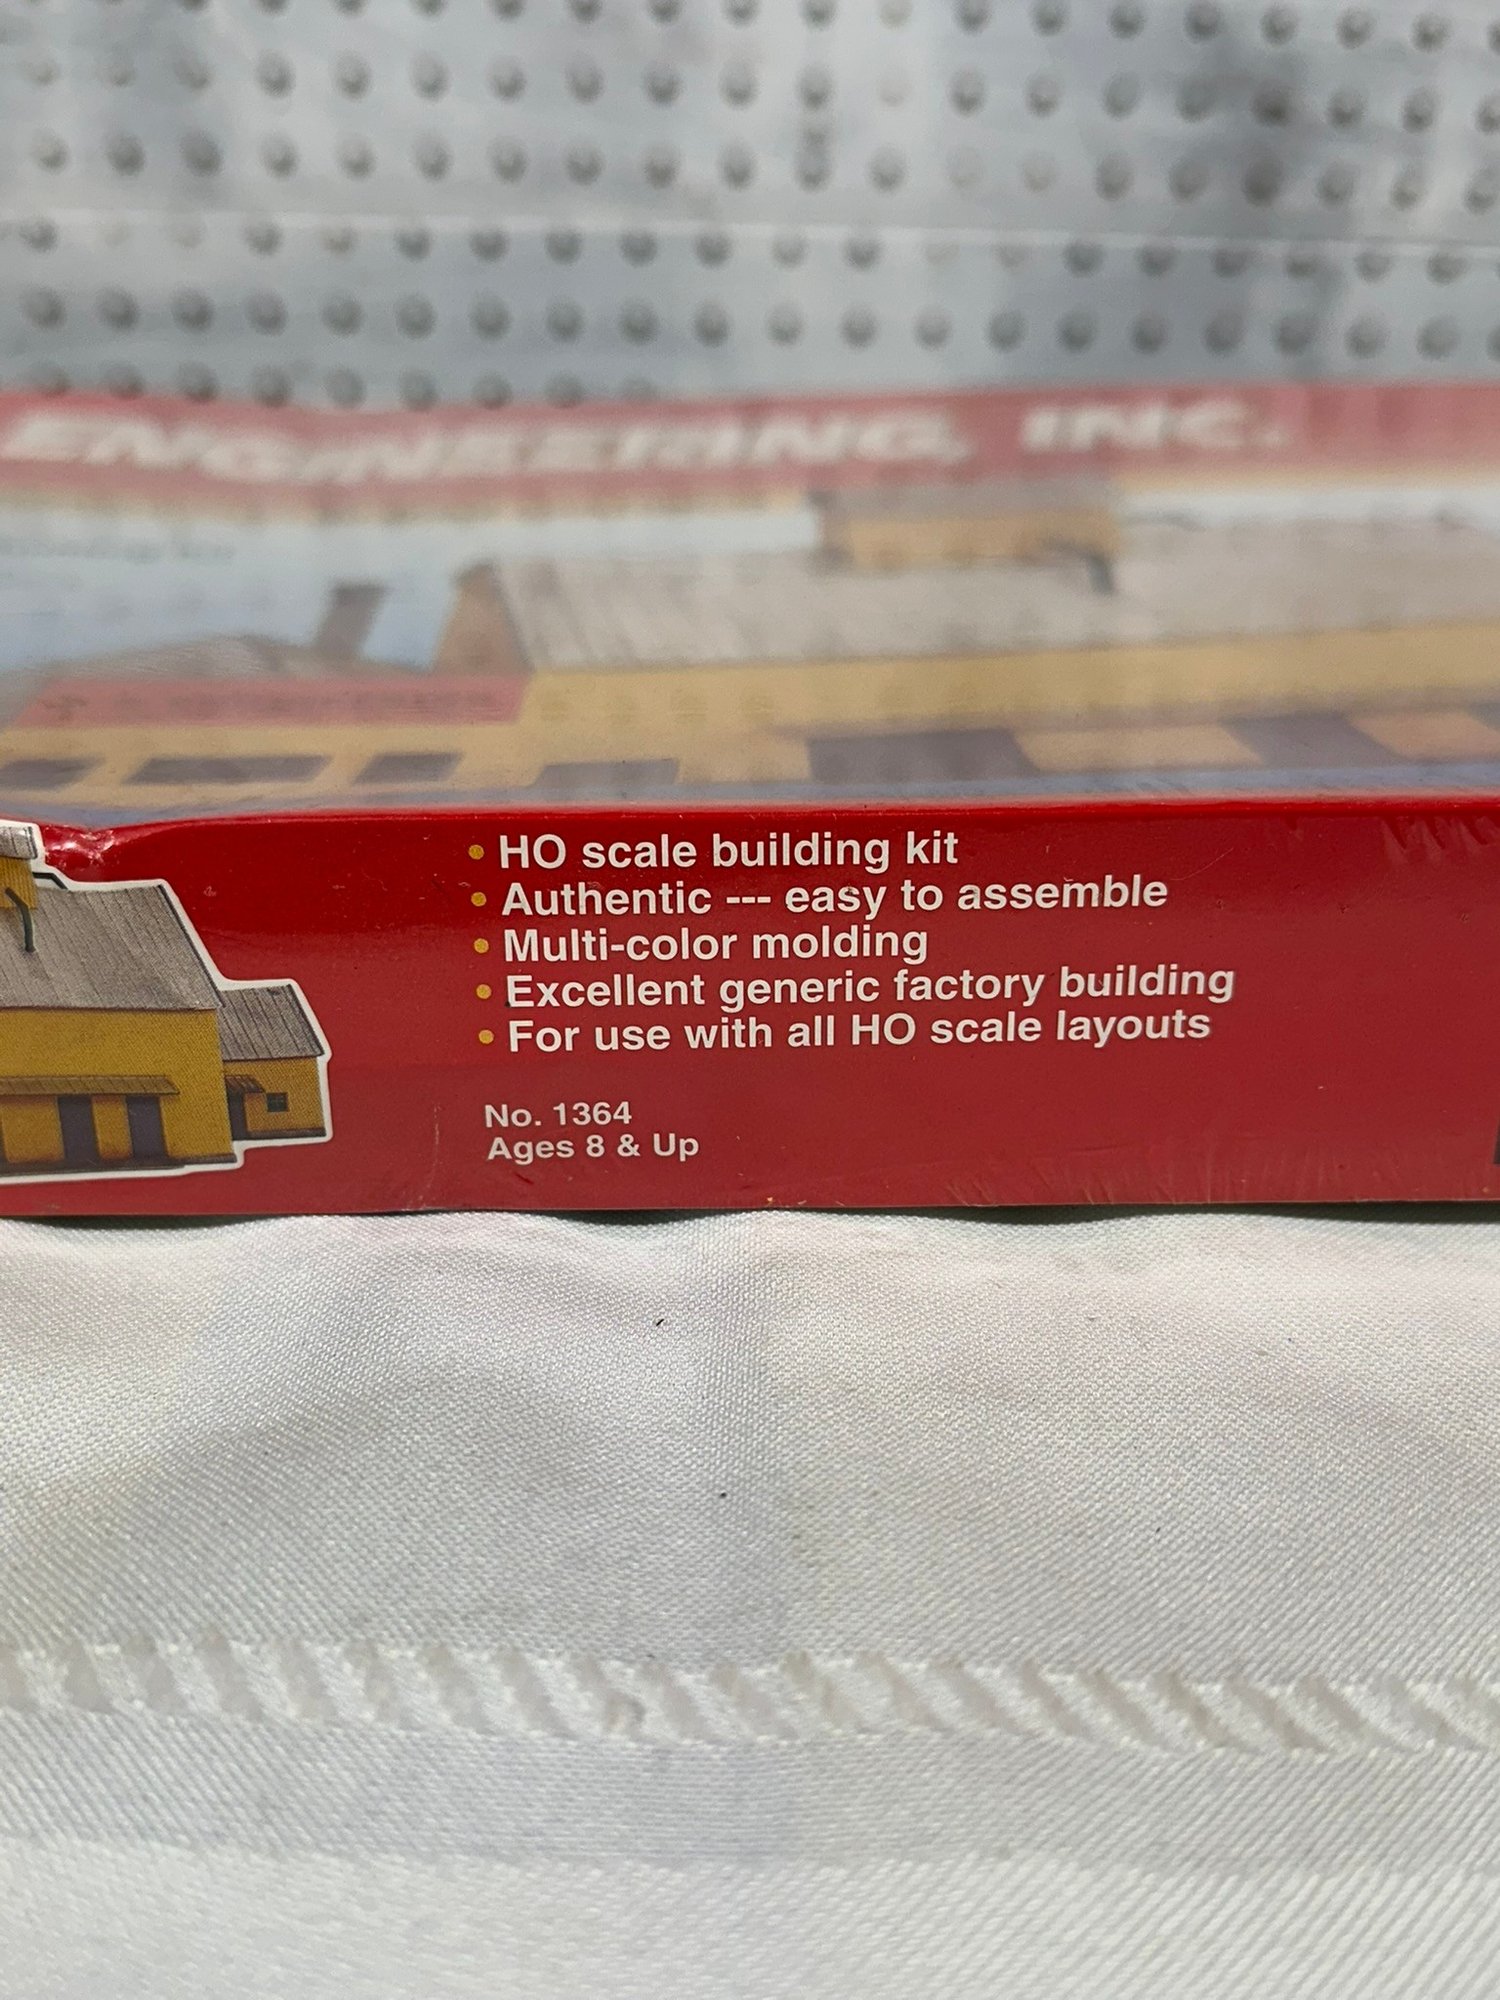 ENGINEERING, INC.
• HO scale building kit
• Authentic --- easy to assemble
• Multi-color molding
• Excellent generic factory building
• For use with all HO scale layouts
No. 1364
Ages 8 & Up